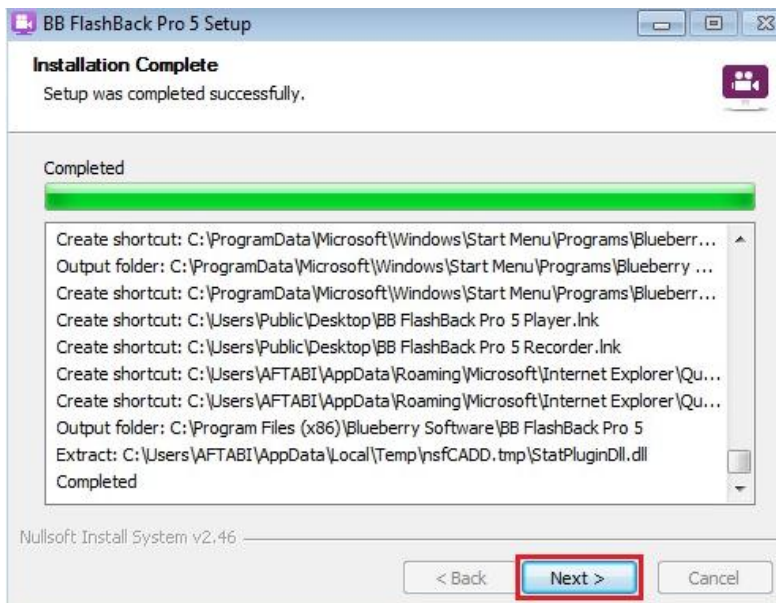 BB FlashBack Pro 5 Setup
Installation Complete
Setup was completed successfully.
Completed
Create shortcut: C:\ProgramData\Microsoft\Windows\Start Menu\Programs\Blueberr...
Output folder: C:\ProgramData\Microsoft\Windows\Start Menu\Programs\Blueberry ...
Create shortcut: C:\ProgramData\Microsoft\Windows\Start Menu\Programs\Blueberr...
Create shortcut: C:\Users\Public\Desktop\BB FlashBack Pro 5 Player.lnk
Create shortcut: C:\Users\Public\Desktop\BB FlashBack Pro 5 Recorder.lnk
Create shortcut: C:\Users\AFTABI\AppData\Roaming\Microsoft\Internet Explorer\Qu...
Create shortcut: C:\Users\AFTABI\AppData\Roaming\Microsoft\Internet Explorer\Qu...
Output folder: C:\Program Files (x86)\Blueberry Software\BB FlashBack Pro 5
Extract: C:\Users\AFTABI\AppData\Local\Temp\nsfCADD.tmp\StatPluginDll.dll
Completed
Nullsoft Install System v2.46
< Back Next > Cancel